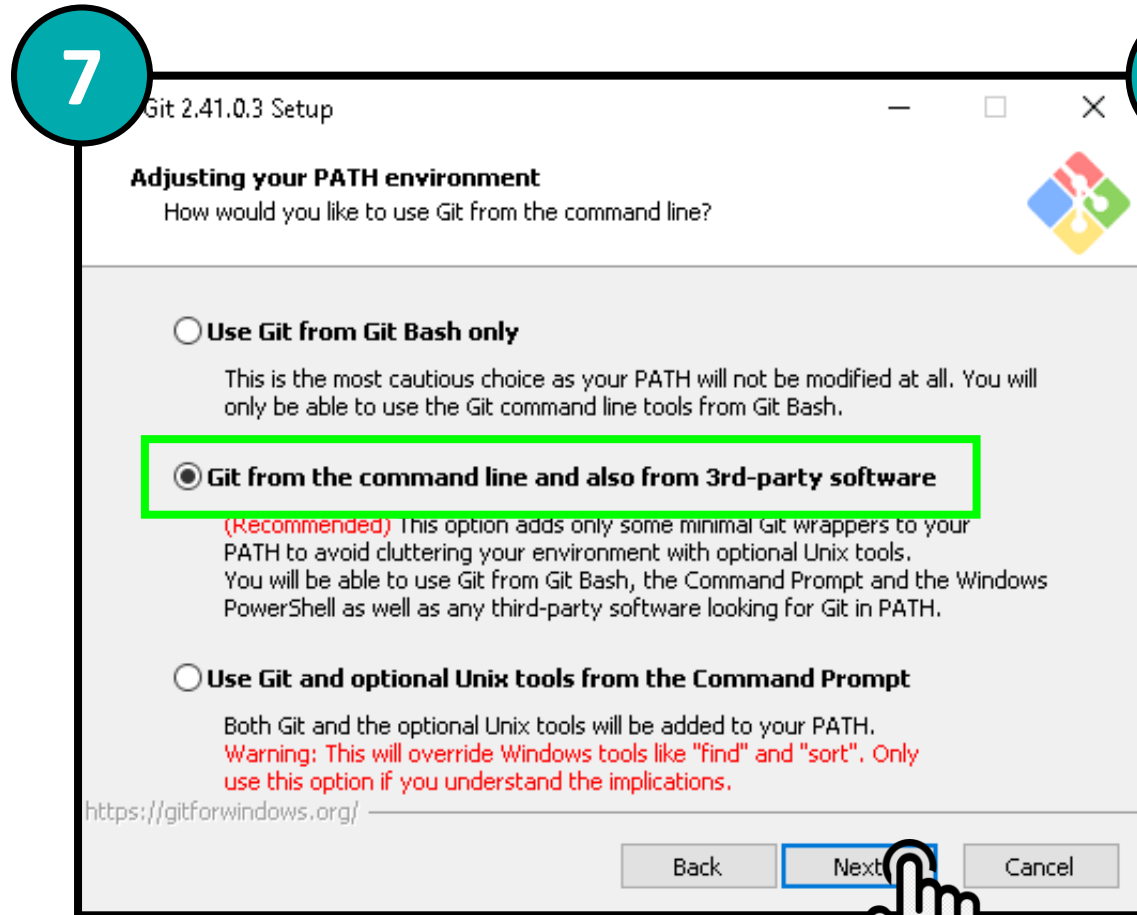 7
Git 2.41.0.3 Setup
Adjusting your PATH environment
How would you like to use Git from the command line?
Use Git from Git Bash only
This is the most cautious choice as your PATH will not be modified at all. You will
only be able to use the Git command line tools from Git Bash.
Git from the command line and also from 3rd-party software
(Recommended) This option adds only some minimal Git wrappers to your
PATH to avoid cluttering your environment with optional Unix tools.
You will be able to use Git from Git Bash, the Command Prompt and the Windows
PowerShell as well as any third-party software looking for Git in PATH.
Use Git and optional Unix tools from the Command Prompt
Both Git and the optional Unix tools will be added to your PATH.
Warning: This will override Windows tools like "find" and "sort". Only
use this option if you understand the implications.
https://gitforwindows.org/
Back
Next
Cancel